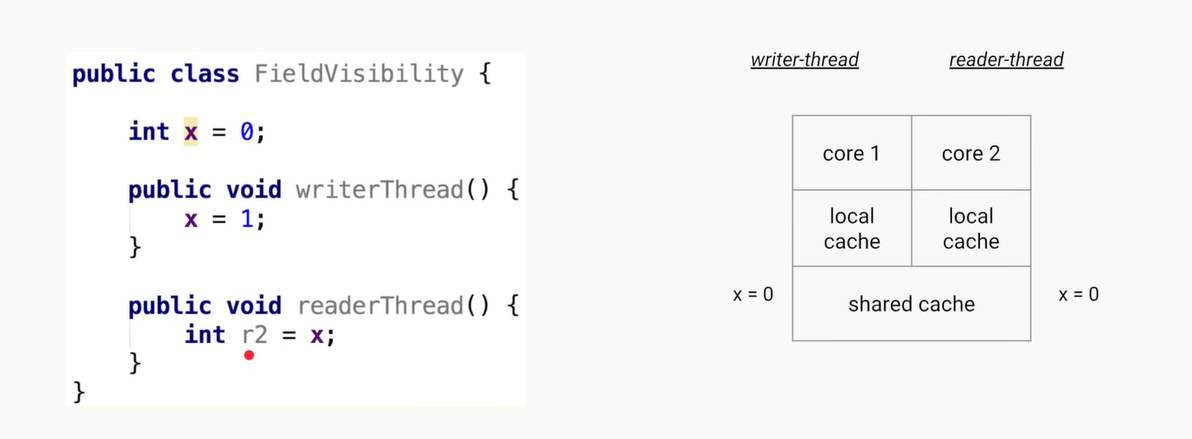 public class FieldVisibility {
int x = 0;
public void writerThread() {
x = 1;
}
public void readerThread() {
int r2 = x;
}
}
writer-thread reader-thread
core 1 core 2
local cache local cache
x = 0 shared cache x = 0